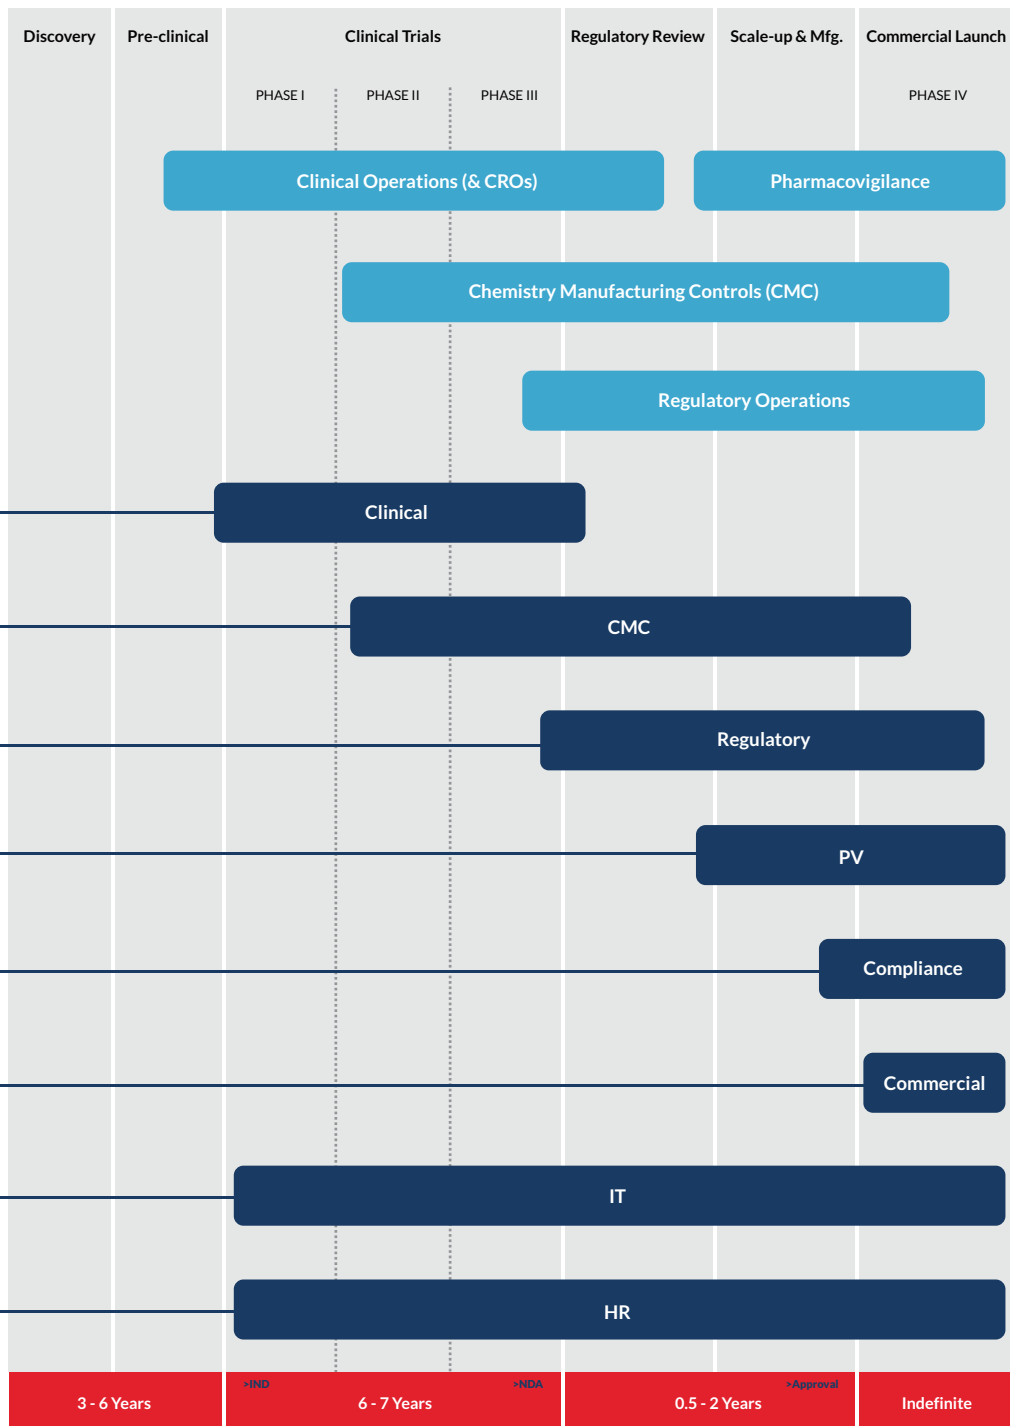 Discovery
Pre-clinical
Clinical Trials
Regulatory Review
Scale-up & Mfg.
Commercial Launch
PHASE I
PHASE II
PHASE III
PHASE IV
Clinical Operations (& CROs)
Pharmacovigilance
Chemistry Manufacturing Controls (CMC)
Regulatory Operations
Clinical
CMC
Regulatory
PV
Compliance
Commercial
IT
HR
>IND
>NDA
>Approval
3 - 6 Years
6 - 7 Years
0.5 - 2 Years
Indefinite